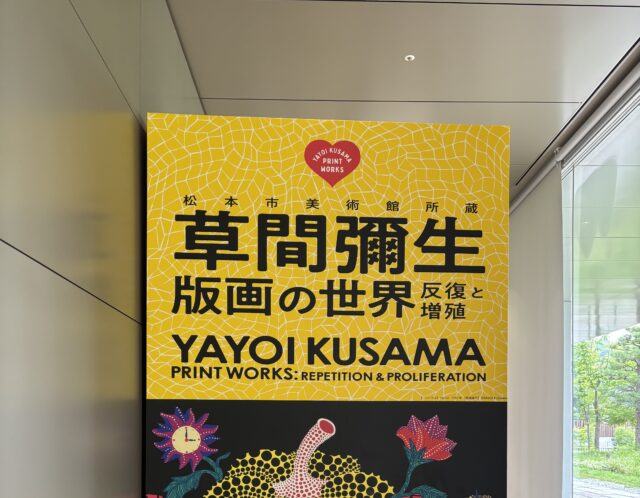 YAYOI KUSAMA
PRINT
WORKS
松本市美術館所蔵
草間彌生
版画の世界 反復と
増殖
YAYOI KUSAMA
PRINT WORKS: REPETITION & PROLIFERATION